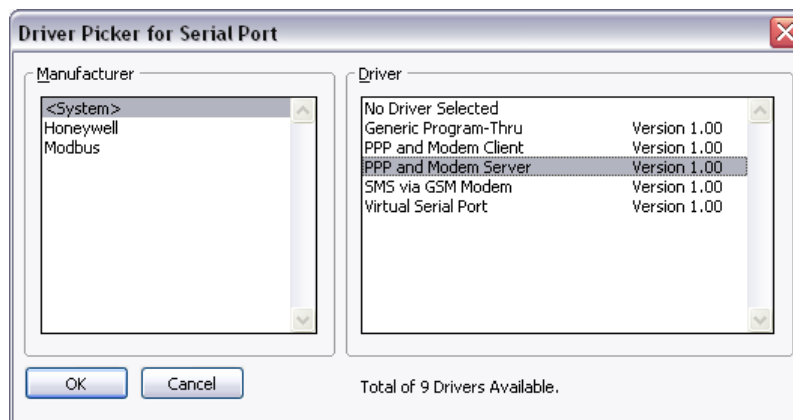 Driver Picker for Serial Port
Manufacturer
<System>
Honeywell
Modbus
Driver
No Driver Selected
Generic Program-Thru Version 1.00
PPP and Modem Client Version 1.00
PPP and Modem Server Version 1.00
SMS via GSM Modem Version 1.00
Virtual Serial Port Version 1.00
OK
Cancel
Total of 9 Drivers Available.